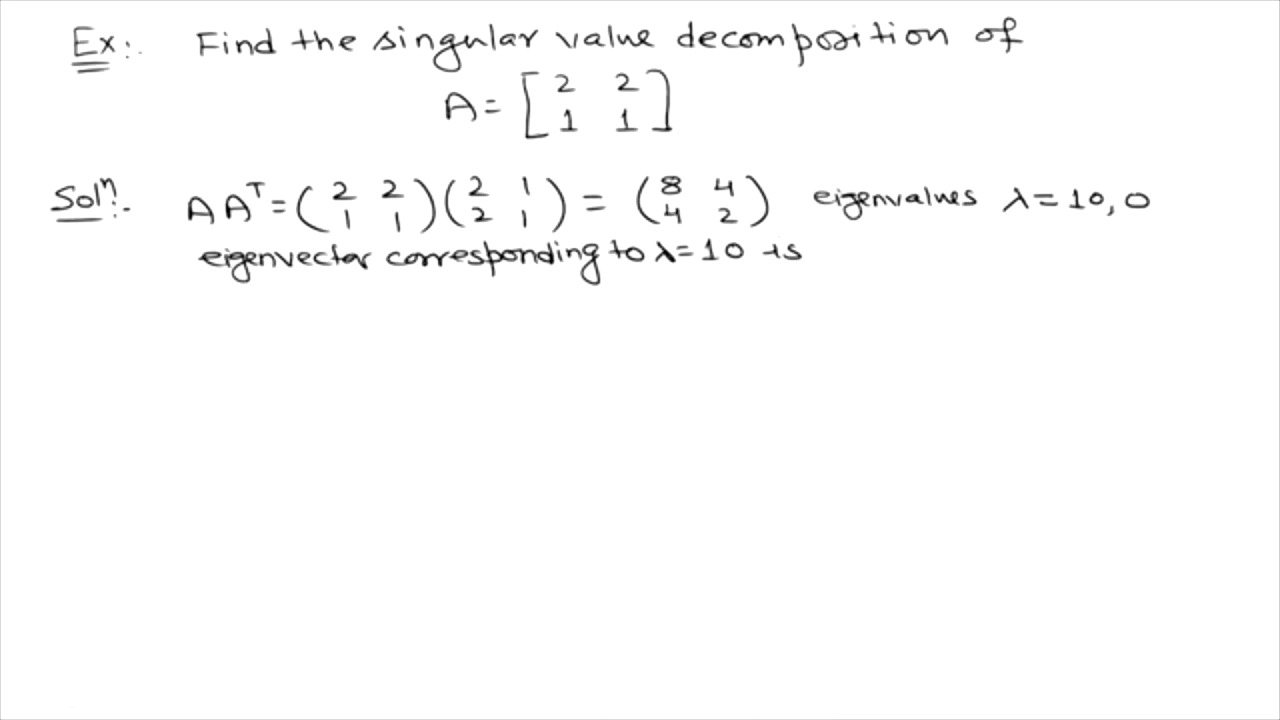 Ex:. Find the singular value decomposition of
A = [ 2 2
1 1 ]
Solⁿ:. A Aᵀ = ( 2 2 ; 1 1 ) ( 2 1 ; 2 1 ) = ( 8 4 ; 4 2 ) eigenvalues λ = 10, 0
eigenvector corresponding to λ = 10 is